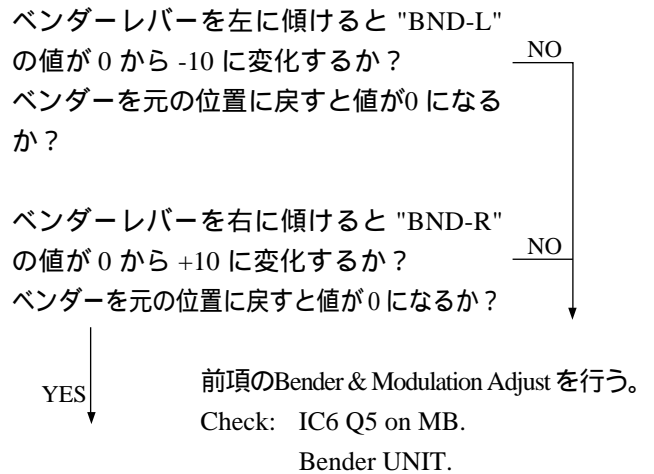 ベンダーレバーを左に傾けると "BND-L"
の値が 0 から -10 に変化するか？
NO
ベンダーを元の位置に戻すと値が0 になる
か？
ベンダーレバーを右に傾けると "BND-R"
の値が 0 から +10 に変化するか？
NO
ベンダーを元の位置に戻すと値が 0 になるか？
YES
前項のBender & Modulation Adjust を行う。
Check: IC6 Q5 on MB.
Bender UNIT.